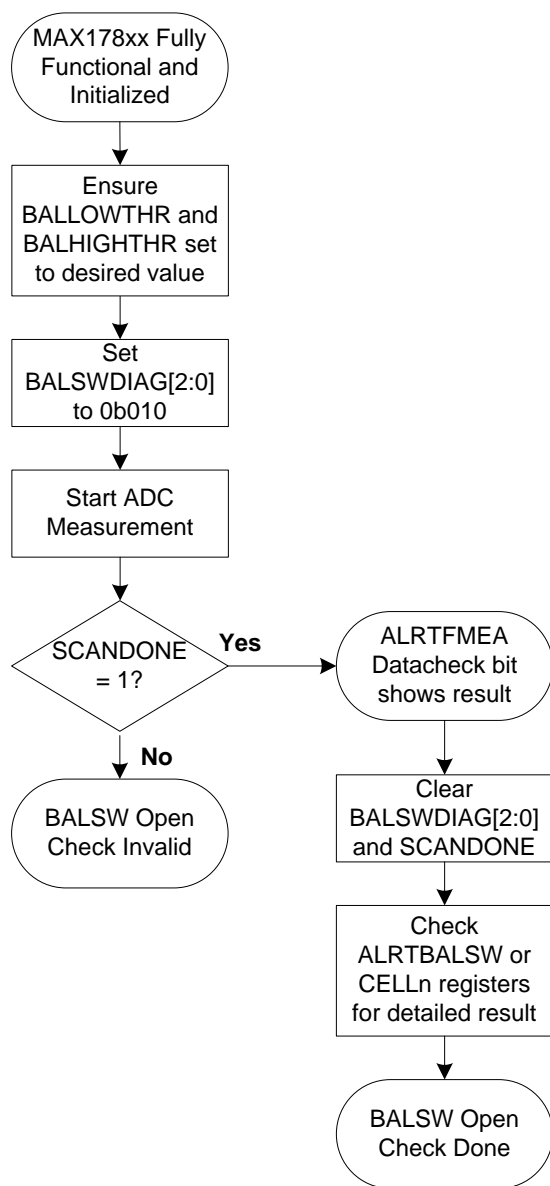 MAX178xx Fully
Functional and
Initialized
Ensure
BALLOWTHR and
BALHIGHTHR set
to desired value
Set
BALSWDIAG[2:0]
to 0b010
Start ADC
Measurement
SCANDONE
= 1?
Yes
No
BALSW Open
Check Invalid
ALRTFMEA
Datacheck bit
shows result
Clear
BALSWDIAG[2:0]
and SCANDONE
Check
ALRTBALSW or
CELLn registers
for detailed result
BALSW Open
Check Done